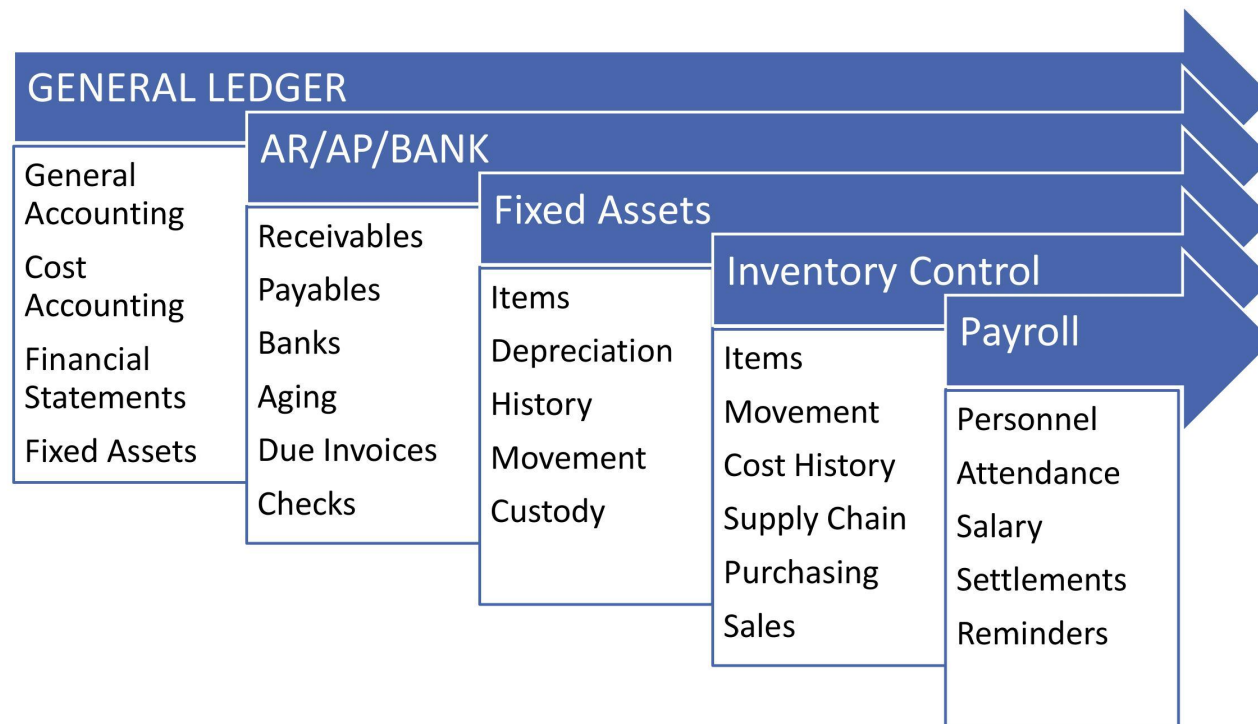 GENERAL LEDGER
General
Accounting
Cost
Accounting
Financial
Statements
Fixed Assets
AR/AP/BANK
Receivables
Payables
Banks
Aging
Due Invoices
Checks
Fixed Assets
Items
Depreciation
History
Movement
Custody
Inventory Control
Items
Movement
Cost History
Supply Chain
Purchasing
Sales
Payroll
Personnel
Attendance
Salary
Settlements
Reminders